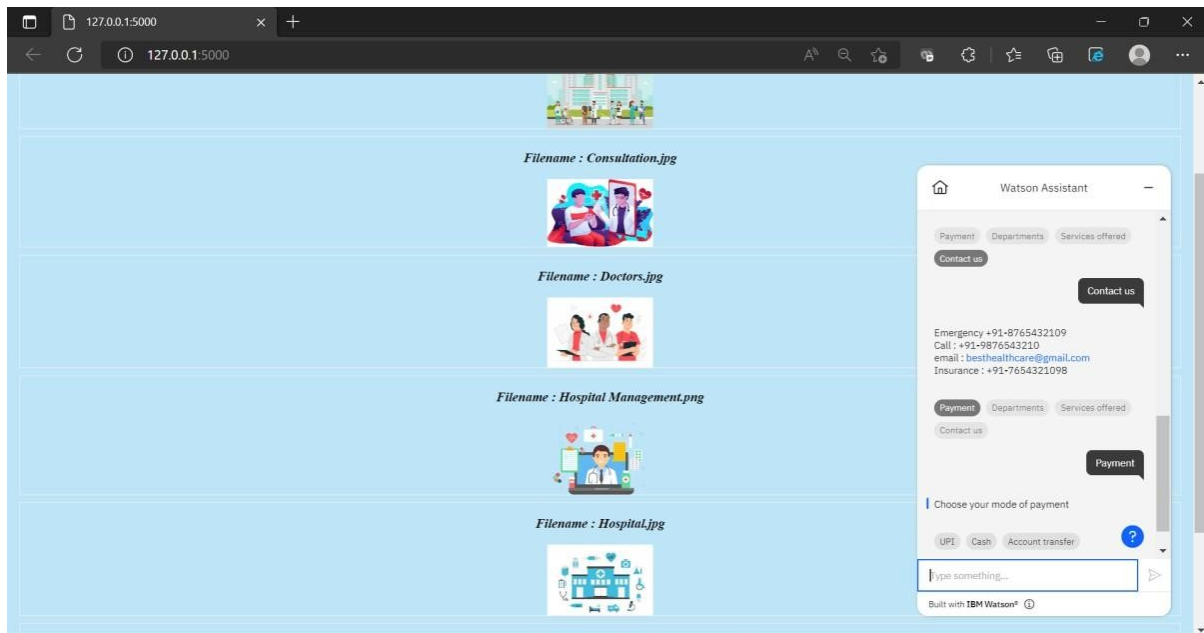 127.0.0.1:5000
127.0.0.1:5000
Filename : Consultation.jpg
Filename : Doctors.jpg
Filename : Hospital Management.png
Filename : Hospital.jpg
Watson Assistant
Payment Departments Services offered
Contact us
Contact us
Emergency +91-8765432109
Call : +91-9876543210
email : besthealthcare@gmail.com
Insurance : +91-7654321098
Payment Departments Services offered
Contact us
Payment
Choose your mode of payment
UPI Cash Account transfer
?
Type something...
Built with IBM Watson®